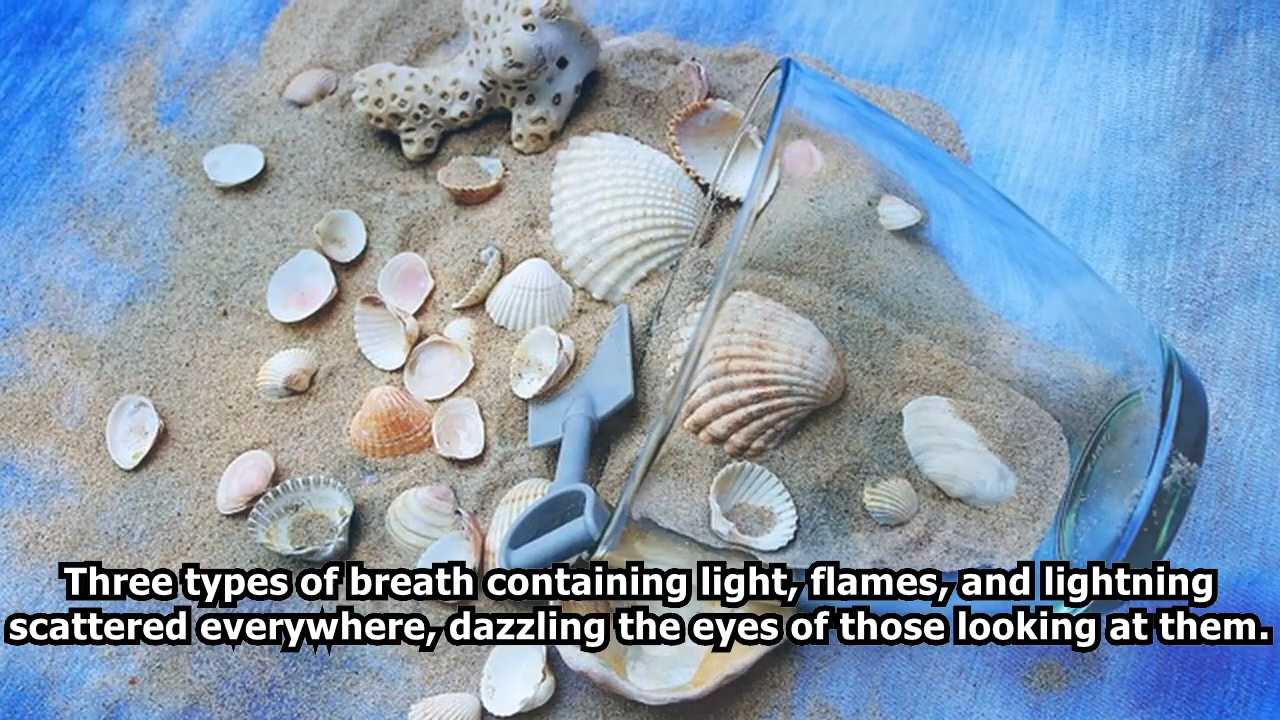 Three types of breath containing light, flames, and lightning
scattered everywhere, dazzling the eyes of those looking at them.